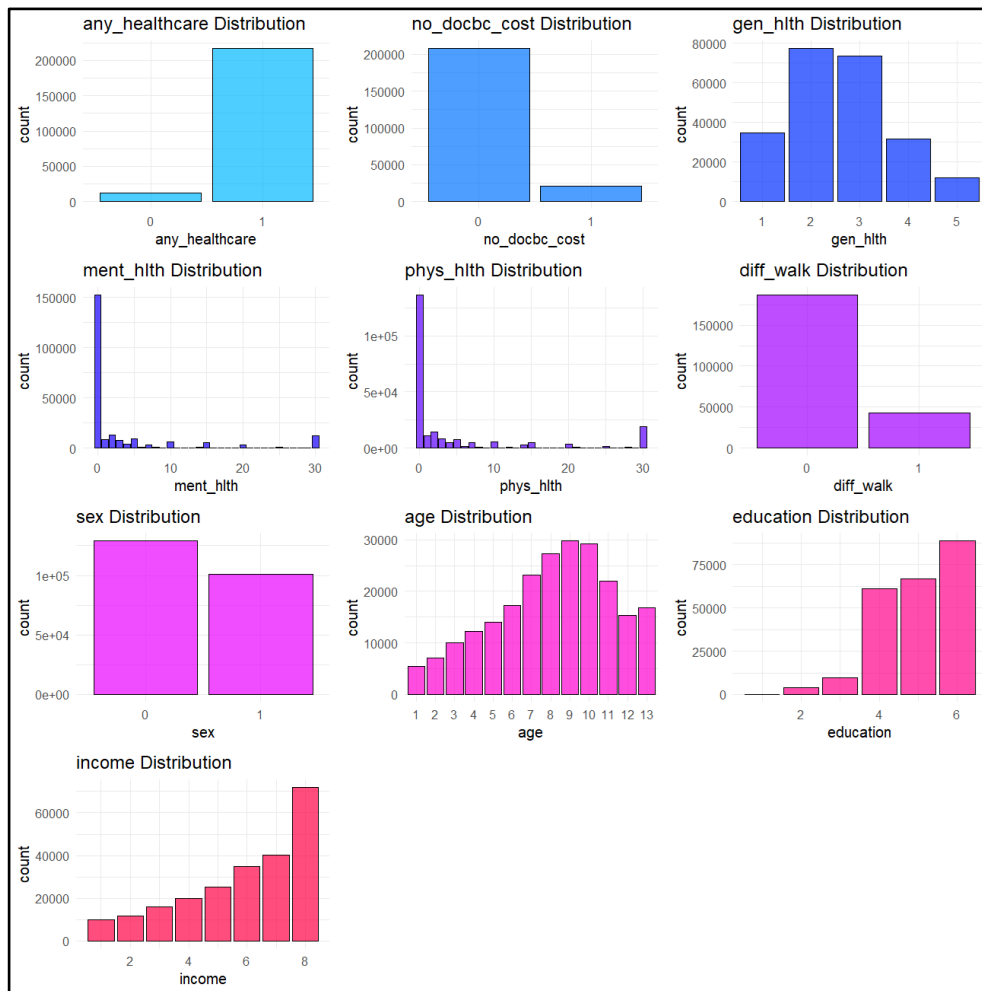 any_healthcare Distribution
count
200000
150000
100000
50000
0
0 1
any_healthcare
no_docbc_cost Distribution
count
200000
150000
100000
50000
0
0 1
no_docbc_cost
gen_hlth Distribution
count
80000
60000
40000
20000
0
1 2 3 4 5
gen_hlth
ment_hlth Distribution
count
150000
100000
50000
0
0 10 20 30
ment_hlth
phys_hlth Distribution
count
1e+05
5e+04
0e+00
0 10 20 30
phys_hlth
diff_walk Distribution
count
150000
100000
50000
0
0 1
diff_walk
sex Distribution
count
1e+05
5e+04
0e+00
0 1
sex
age Distribution
count
30000
20000
10000
0
1 2 3 4 5 6 7 8 9 10 11 12 13
age
education Distribution
count
75000
50000
25000
0
2 4 6
education
income Distribution
count
60000
40000
20000
0
2 4 6 8
income